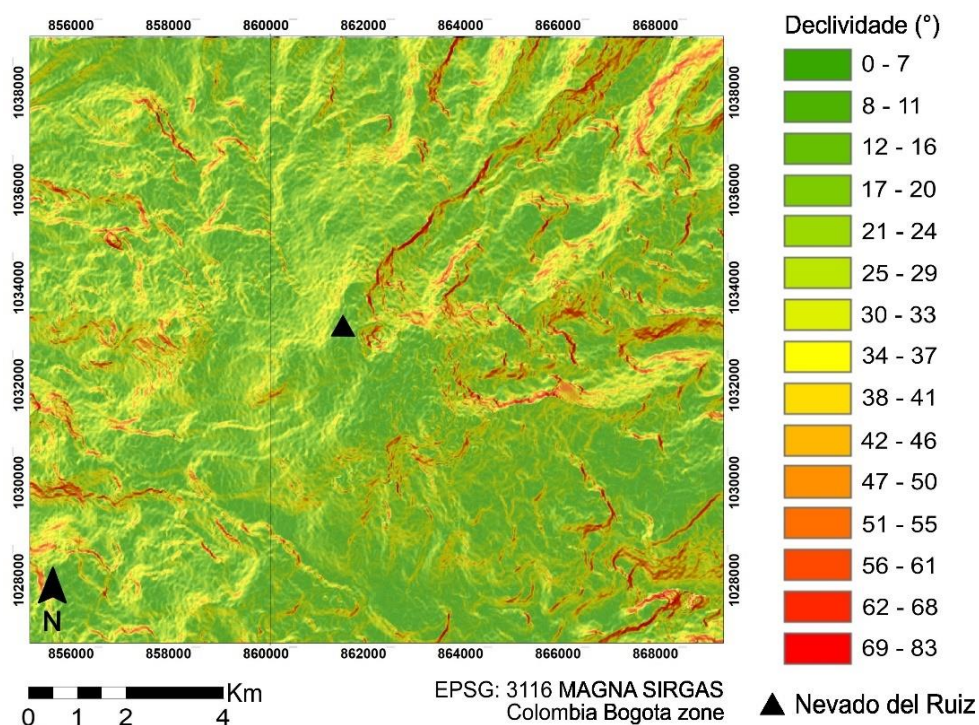 856000 858000 860000 862000 864000 866000 868000
Declividade (°)
0 - 7
8 - 11
12 - 16
17 - 20
21 - 24
25 - 29
30 - 33
34 - 37
38 - 41
42 - 46
47 - 50
51 - 55
56 - 61
62 - 68
69 - 83
Nevado del Ruiz
1038000
1036000
1034000
1032000
1030000
1028000
1038000
1036000
1034000
1032000
1030000
1028000
N
856000 858000 860000 862000 864000 866000 868000
Km
0 1 2 4
EPSG: 3116 MAGNA SIRGAS
Colombia Bogota zone